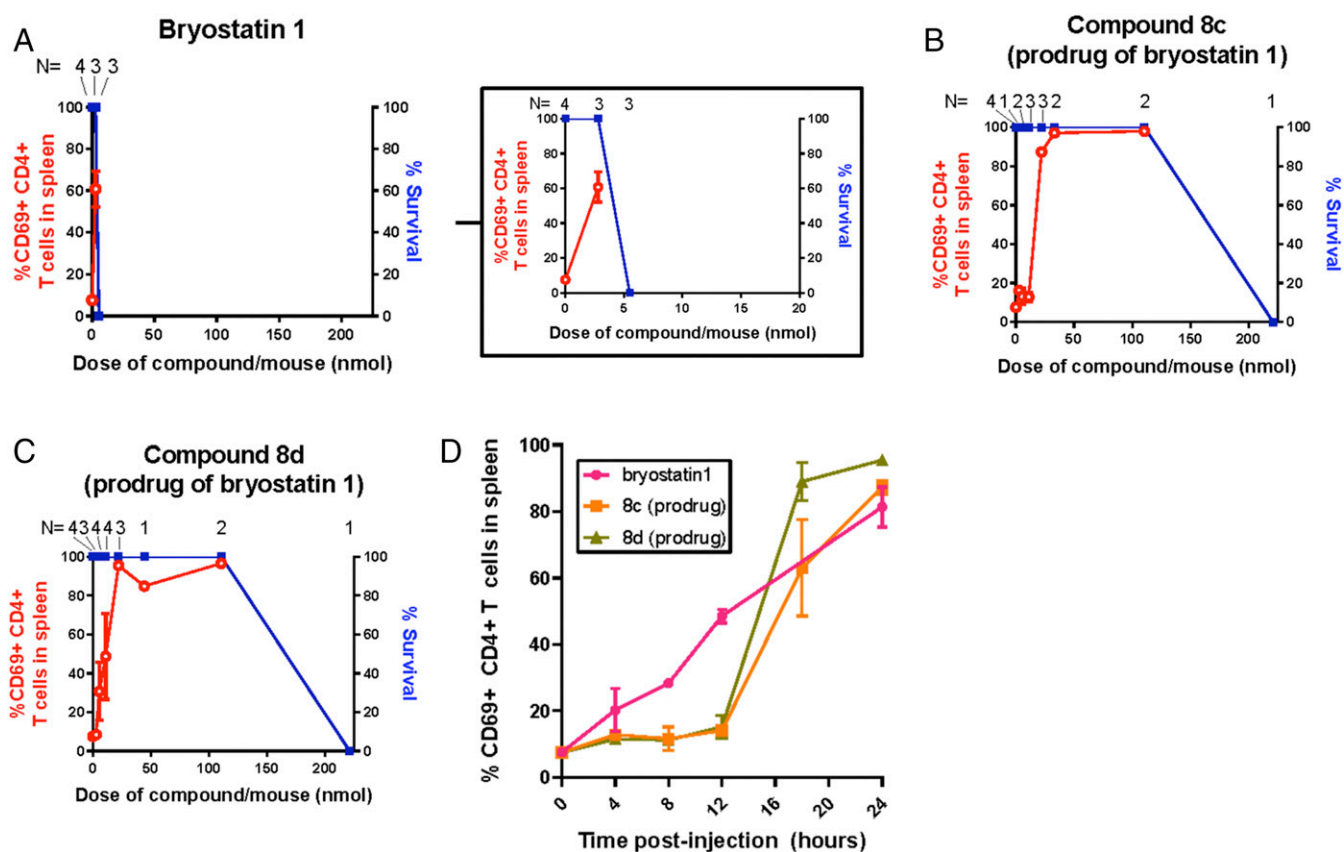 A
Bryostatin 1
N= 4 3 3
%CD69+ CD4+
T cells in spleen
100
80
60
40
20
0
100
80
60
40
20
0
% Survival
0 50 100 150 200
Dose of compound/mouse (nmol)
N= 4 3 3
%CD69+ CD4+
T cells in spleen
100
80
60
40
20
0
100
80
60
40
20
0
% Survival
0 5 10 15 20
Dose of compound/mouse (nmol)
B
Compound 8c
(prodrug of bryostatin 1)
N= 4 1 2 3 3 2 2 1
%CD69+ CD4+
T cells in spleen
100
80
60
40
20
0
100
80
60
40
20
0
% Survival
0 50 100 150 200
Dose of compound/mouse (nmol)
C
Compound 8d
(prodrug of bryostatin 1)
N= 4 3 4 4 3 1 2 1
%CD69+ CD4+
T cells in spleen
100
80
60
40
20
0
100
80
60
40
20
0
% Survival
0 50 100 150 200
Dose of compound/mouse (nmol)
D
% CD69+ CD4+ T cells in spleen
100
80
60
40
20
0
bryostatin1
8c (prodrug)
8d (prodrug)
0 4 8 12 16 20 24
Time post-injection (hours)